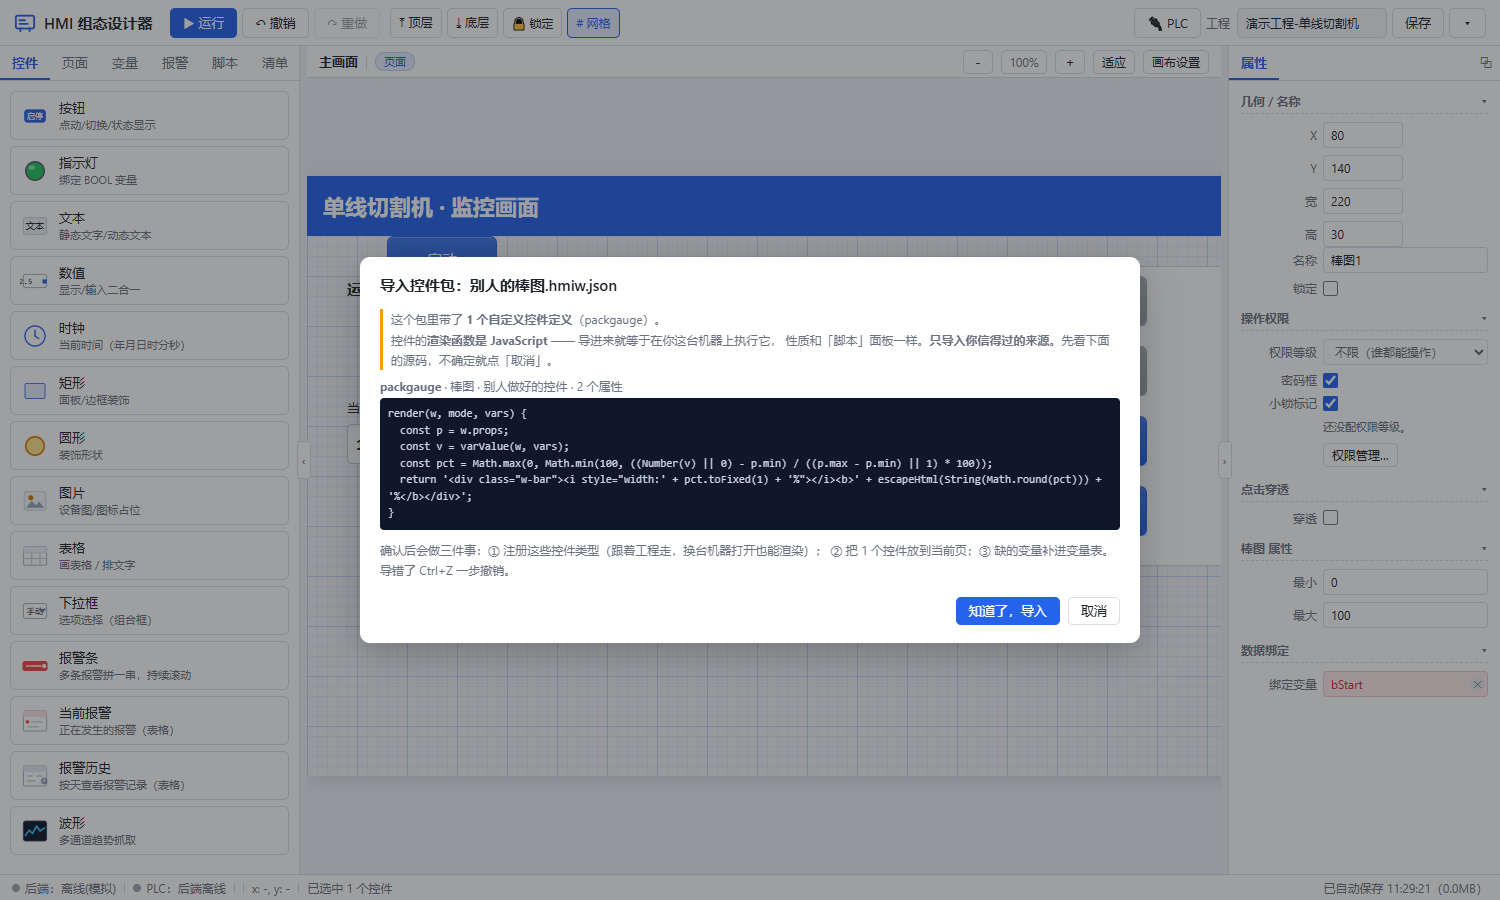 HMI 组态设计器
▶ 运行
撤销
重做
顶层
底层
锁定
# 网格
PLC
工程
演示工程-单线切割机
保存
控件
页面
变量
报警
脚本
清单
主画面
页面
-
100%
+
适应
画布设置
属性
启停
按钮
点动/切换/状态显示
指示灯
绑定 BOOL 变量
文本
文本
静态文字/动态文本
数值
显示/输入二合一
时钟
当前时间（年月日时分秒）
矩形
面板/边框装饰
圆形
装饰形状
图片
设备图/图标占位
表格
画表格 / 排文字
手动
下拉框
选项选择（组合框）
报警条
多条报警拼一串，持续滚动
当前报警
正在发生的报警（表格）
报警历史
按天查看报警记录（表格）
波形
多通道趋势抓取
单线切割机 · 监控画面
导入控件包：别人的棒图.hmiw.json
这个包里带了 1 个自定义控件定义（packgauge）。
控件的渲染函数是 JavaScript —— 导进来就等于在你这台机器上执行它， 性质和「脚本」面板一样。只导入你信得过的来源。先看下面
的源码，不确定就点「取消」。
packgauge · 棒图 · 别人做好的控件 · 2 个属性
render(w, mode, vars) {
const p = w.props;
const v = varValue(w, vars);
const pct = Math.max(0, Math.min(100, ((Number(v) || 0) - p.min) / ((p.max - p.min) || 1) * 100));
return '<div class="w-bar"><i style="width:' + pct.toFixed(1) + '%"></i><b>' + escapeHtml(String(Math.round(pct))) +
'%</b></div>';
}
确认后会做三件事：① 注册这些控件类型（跟着工程走，换台机器打开也能渲染）； ② 把 1 个控件放到当前页；③ 缺的变量补进变量表。
导错了 Ctrl+Z 一步撤销。
知道了，导入
取消
几何 / 名称
X
80
Y
140
宽
220
高
30
名称
棒图1
锁定
操作权限
权限等级
不限（谁都能操作）
密码框
小锁标记
还没配权限等级。
权限管理...
点击穿透
穿透
棒图 属性
最小
0
最大
100
数据绑定
绑定变量
bStart
后端：离线(模拟)
PLC：后端离线
x: -, y: -
已选中 1 个控件
已自动保存 11:29:21（0.0MB）